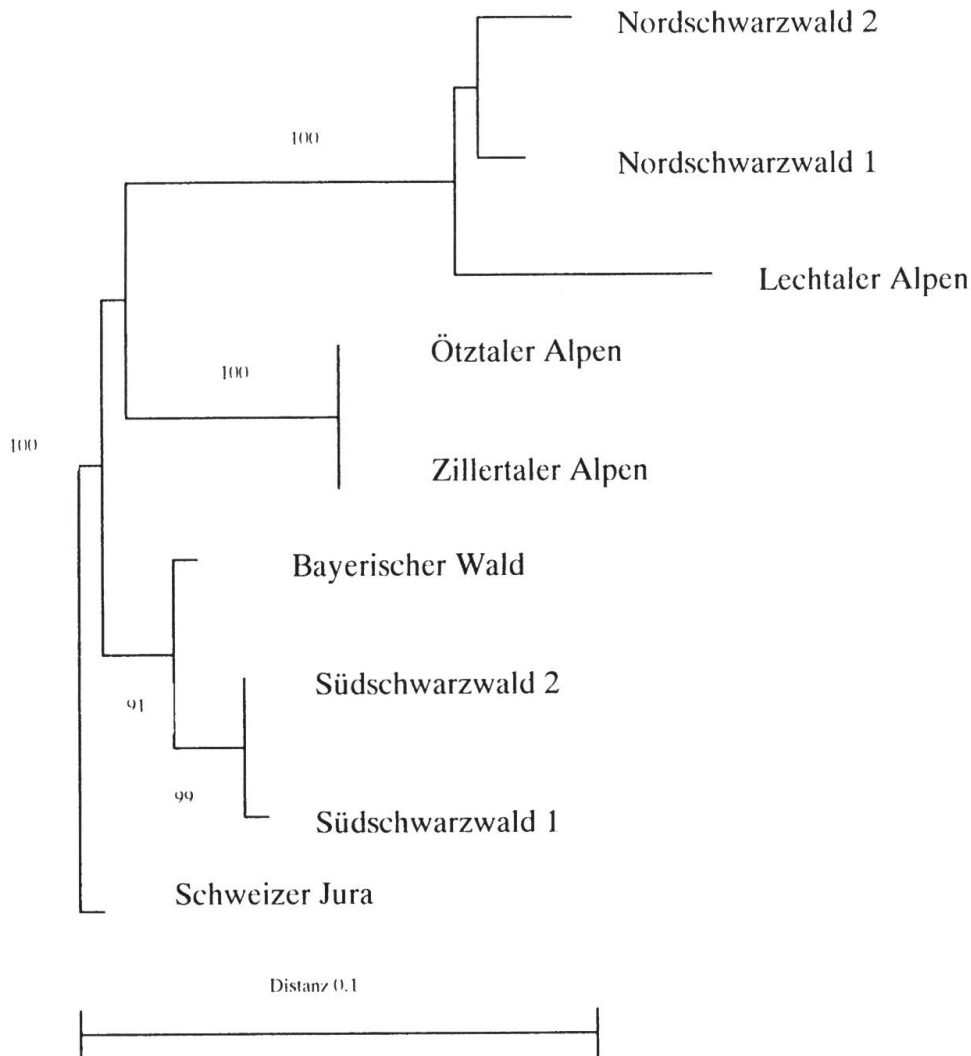 Nordschwarzwald 2
100
Nordschwarzwald 1
Lechtaler Alpen
Ötztaler Alpen
100
100
Zillertaler Alpen
Bayerischer Wald
Südschwarzwald 2
91
99
Südschwarzwald 1
Schweizer Jura
Distanz 0.1